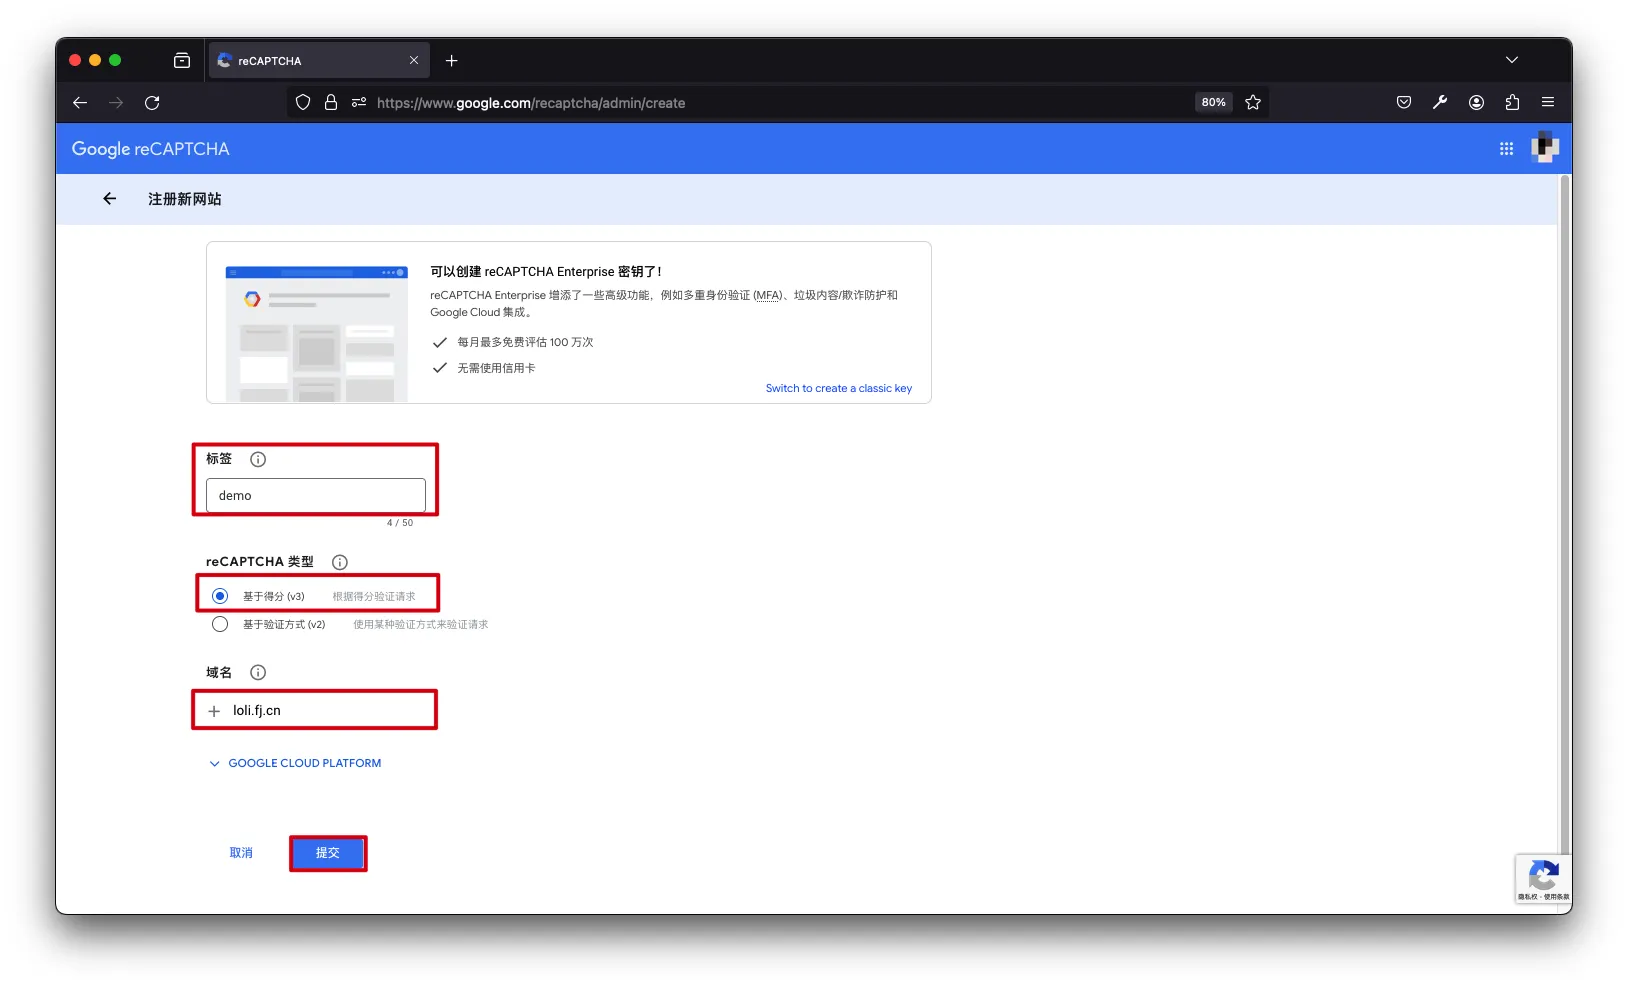 reCAPTCHA
https://www.google.com/recaptcha/admin/create
80%
Google reCAPTCHA
注册新网站
可以创建 reCAPTCHA Enterprise 密钥了！
reCAPTCHA Enterprise 增添了一些高级功能，例如多重身份验证 (MFA)、垃圾内容/欺诈防护和
Google Cloud 集成。
每月最多免费评估 100 万次
无需使用信用卡
Switch to create a classic key
标签
demo
4 / 50
reCAPTCHA 类型
基于得分 (v3) 根据得分验证请求
基于验证方式 (v2) 使用某种验证方式来验证请求
域名
loli.fj.cn
GOOGLE CLOUD PLATFORM
取消
提交
隐私权 - 使用条款